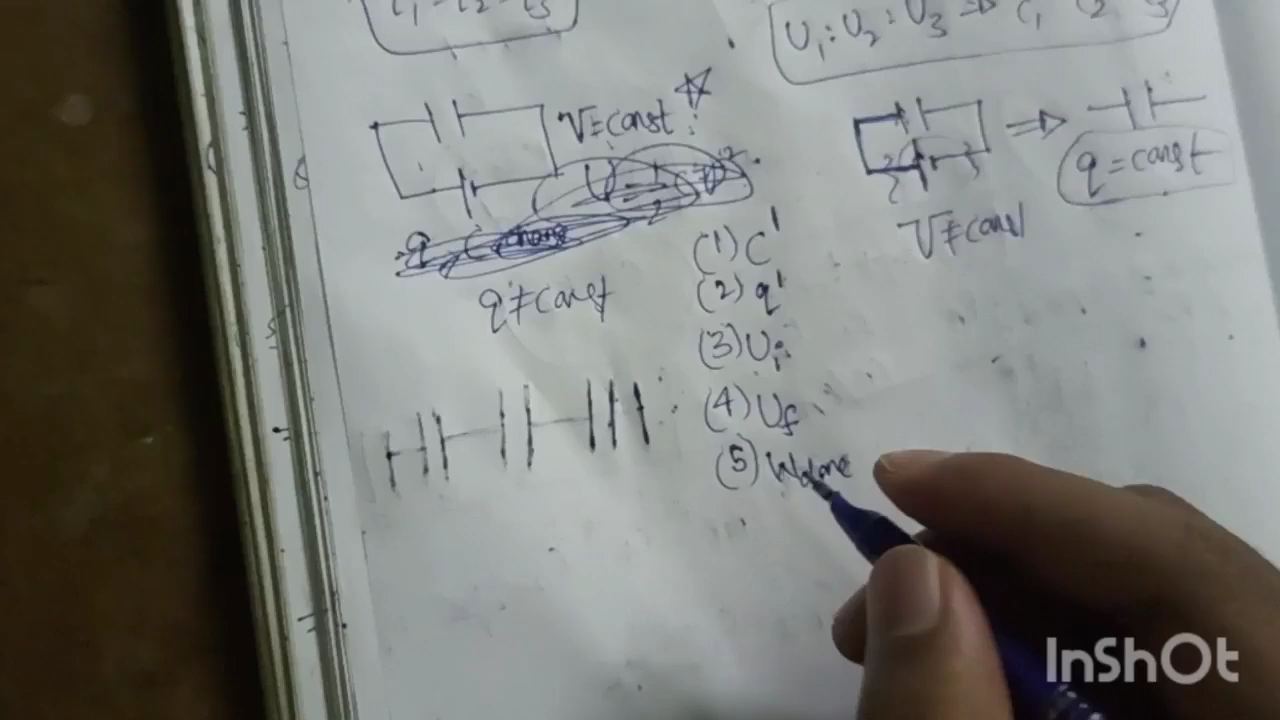 U₁ : U₂ : U₃ ⇒
V=const
q≠const
(1) C'
(2) q'
(3) Uᵢ
(4) U_f
(5) Wdone
⇒
q = const
V≠const
InShOt